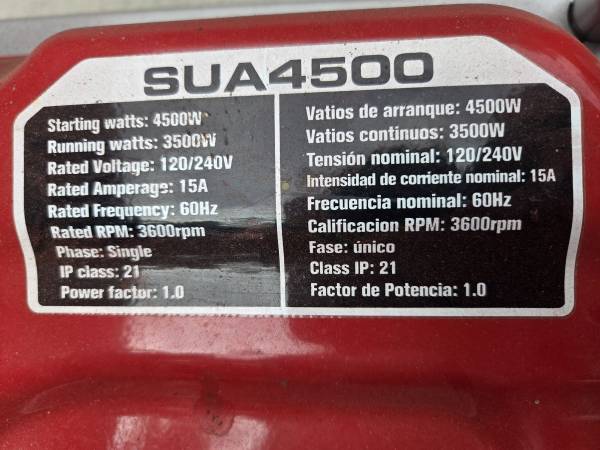 SUA4500
Starting watts: 4500W
Running watts: 3500W
Rated Voltage: 120/240V
Rated Amperage: 15A
Rated Frequency: 60Hz
Rated RPM: 3600rpm
Phase: Single
IP class: 21
Power factor: 1.0
Vatios de arranque: 4500W
Vatios continuos: 3500W
Tensión nominal: 120/240V
Intensidad de corriente nominal: 15A
Frecuencia nominal: 60Hz
Calificacion RPM: 3600rpm
Fase: único
Class IP: 21
Factor de Potencia: 1.0